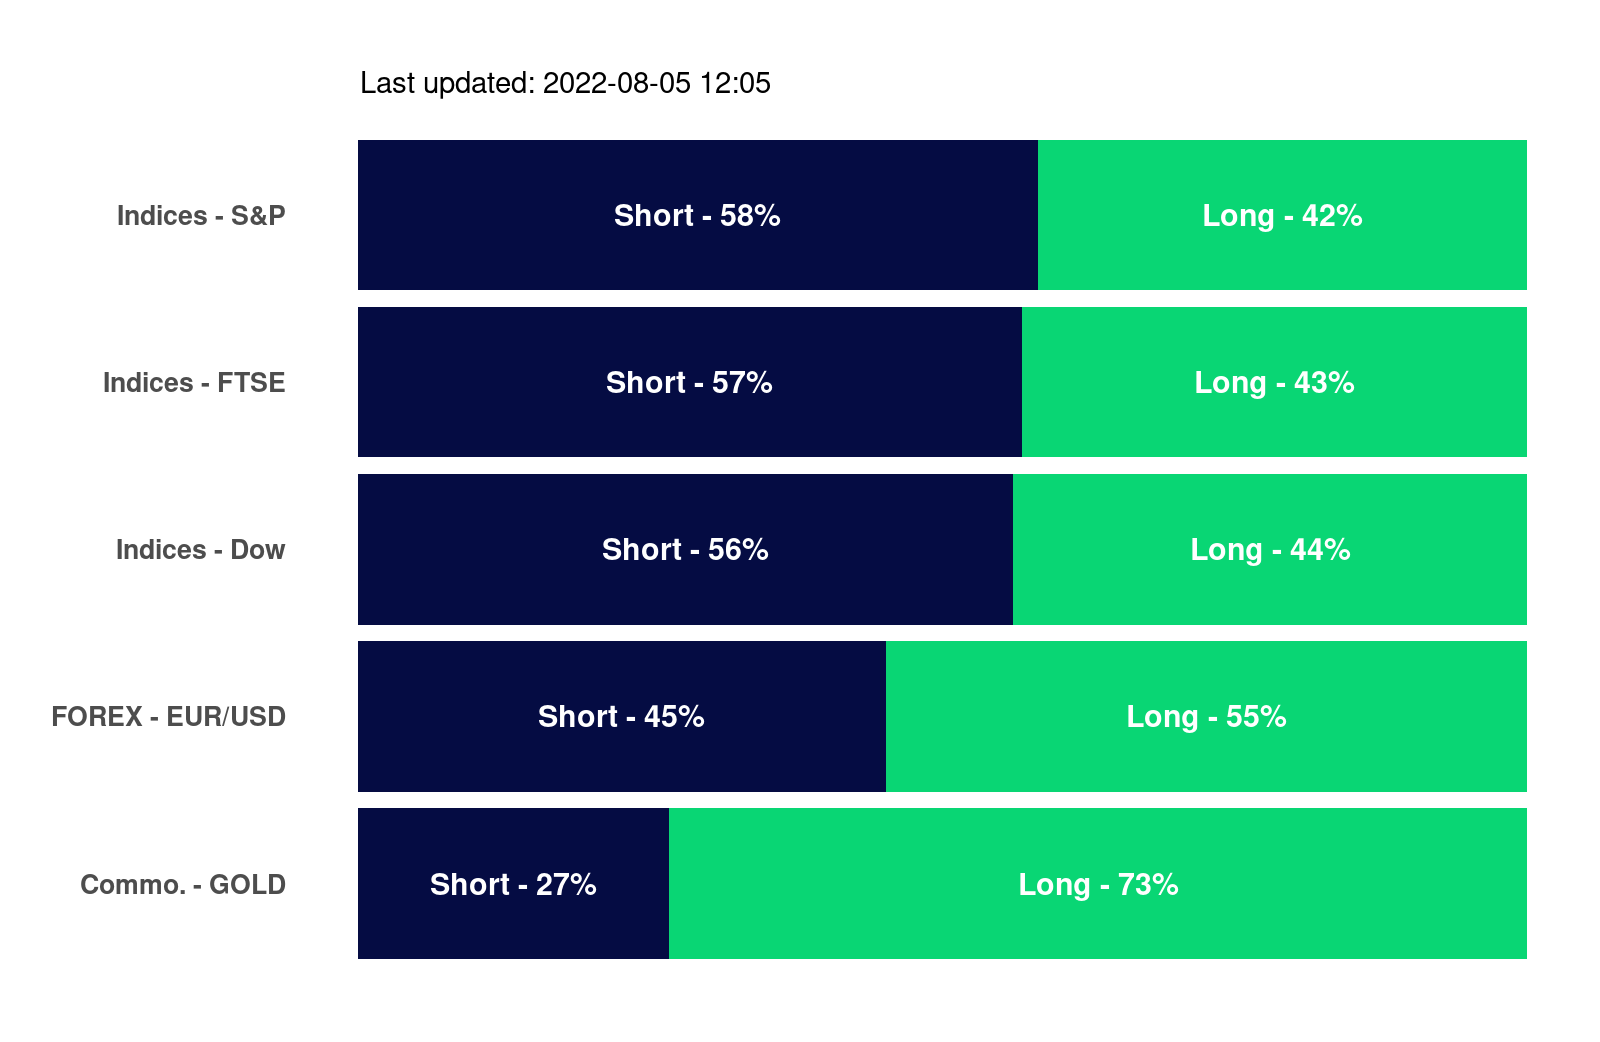 Last updated: 2022-08-05 12:05
Indices - S&P
Short - 58%
Long - 42%
Indices - FTSE
Short - 57%
Long - 43%
Indices - Dow
Short - 56%
Long - 44%
FOREX - EUR/USD
Short - 45%
Long - 55%
Commo. - GOLD
Short - 27%
Long - 73%